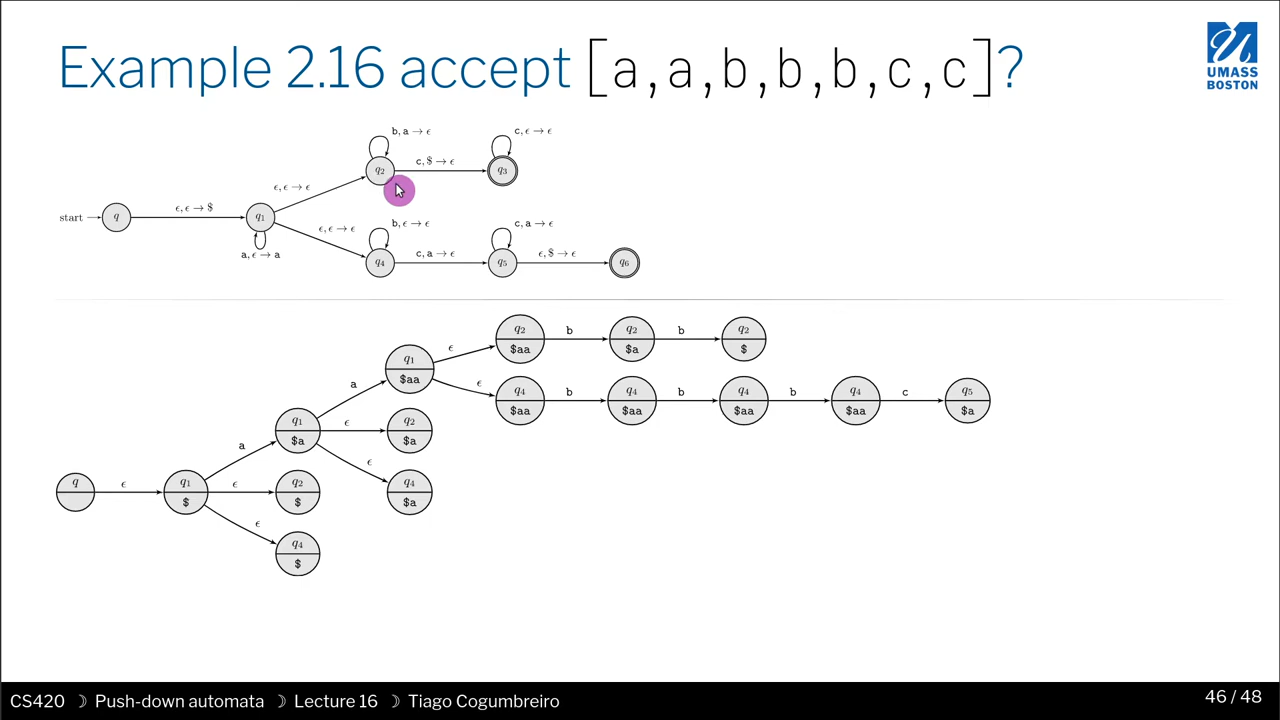 Example 2.16 accept [a,a,b,b,b,c,c]?
UMASS
BOSTON
b, a → ϵ
c, ϵ → ϵ
q₂
c, $ → ϵ
q₃
ϵ, ϵ → ϵ
start
q
ϵ, ϵ → $
q₁
ϵ, ϵ → ϵ
b, ϵ → ϵ
c, a → ϵ
a, ϵ → a
q₄
c, a → ϵ
q₅
ϵ, $ → ϵ
q₆
q₂ b q₂ b q₂
$aa $a $
q₁ ϵ
$aa
ϵ
q₄ b q₄ b q₄ b q₄ c q₅
$aa $aa $aa $aa $a
a
q₁ ϵ q₂
$a $a
a
ϵ
q ϵ q₁ ϵ q₂ q₄
$ $ $a
ϵ
q₄
$
CS420 ☽ Push-down automata ☽ Lecture 16 ☽ Tiago Cogumbreiro
46 / 48